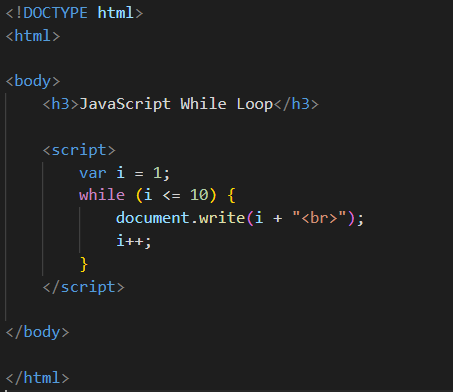 <!DOCTYPE html>
<html>
<body>
<h3>JavaScript While Loop</h3>
<script>
var i = 1;
while (i <= 10) {
document.write(i + "<br>");
i++;
}
</script>
</body>
</html>